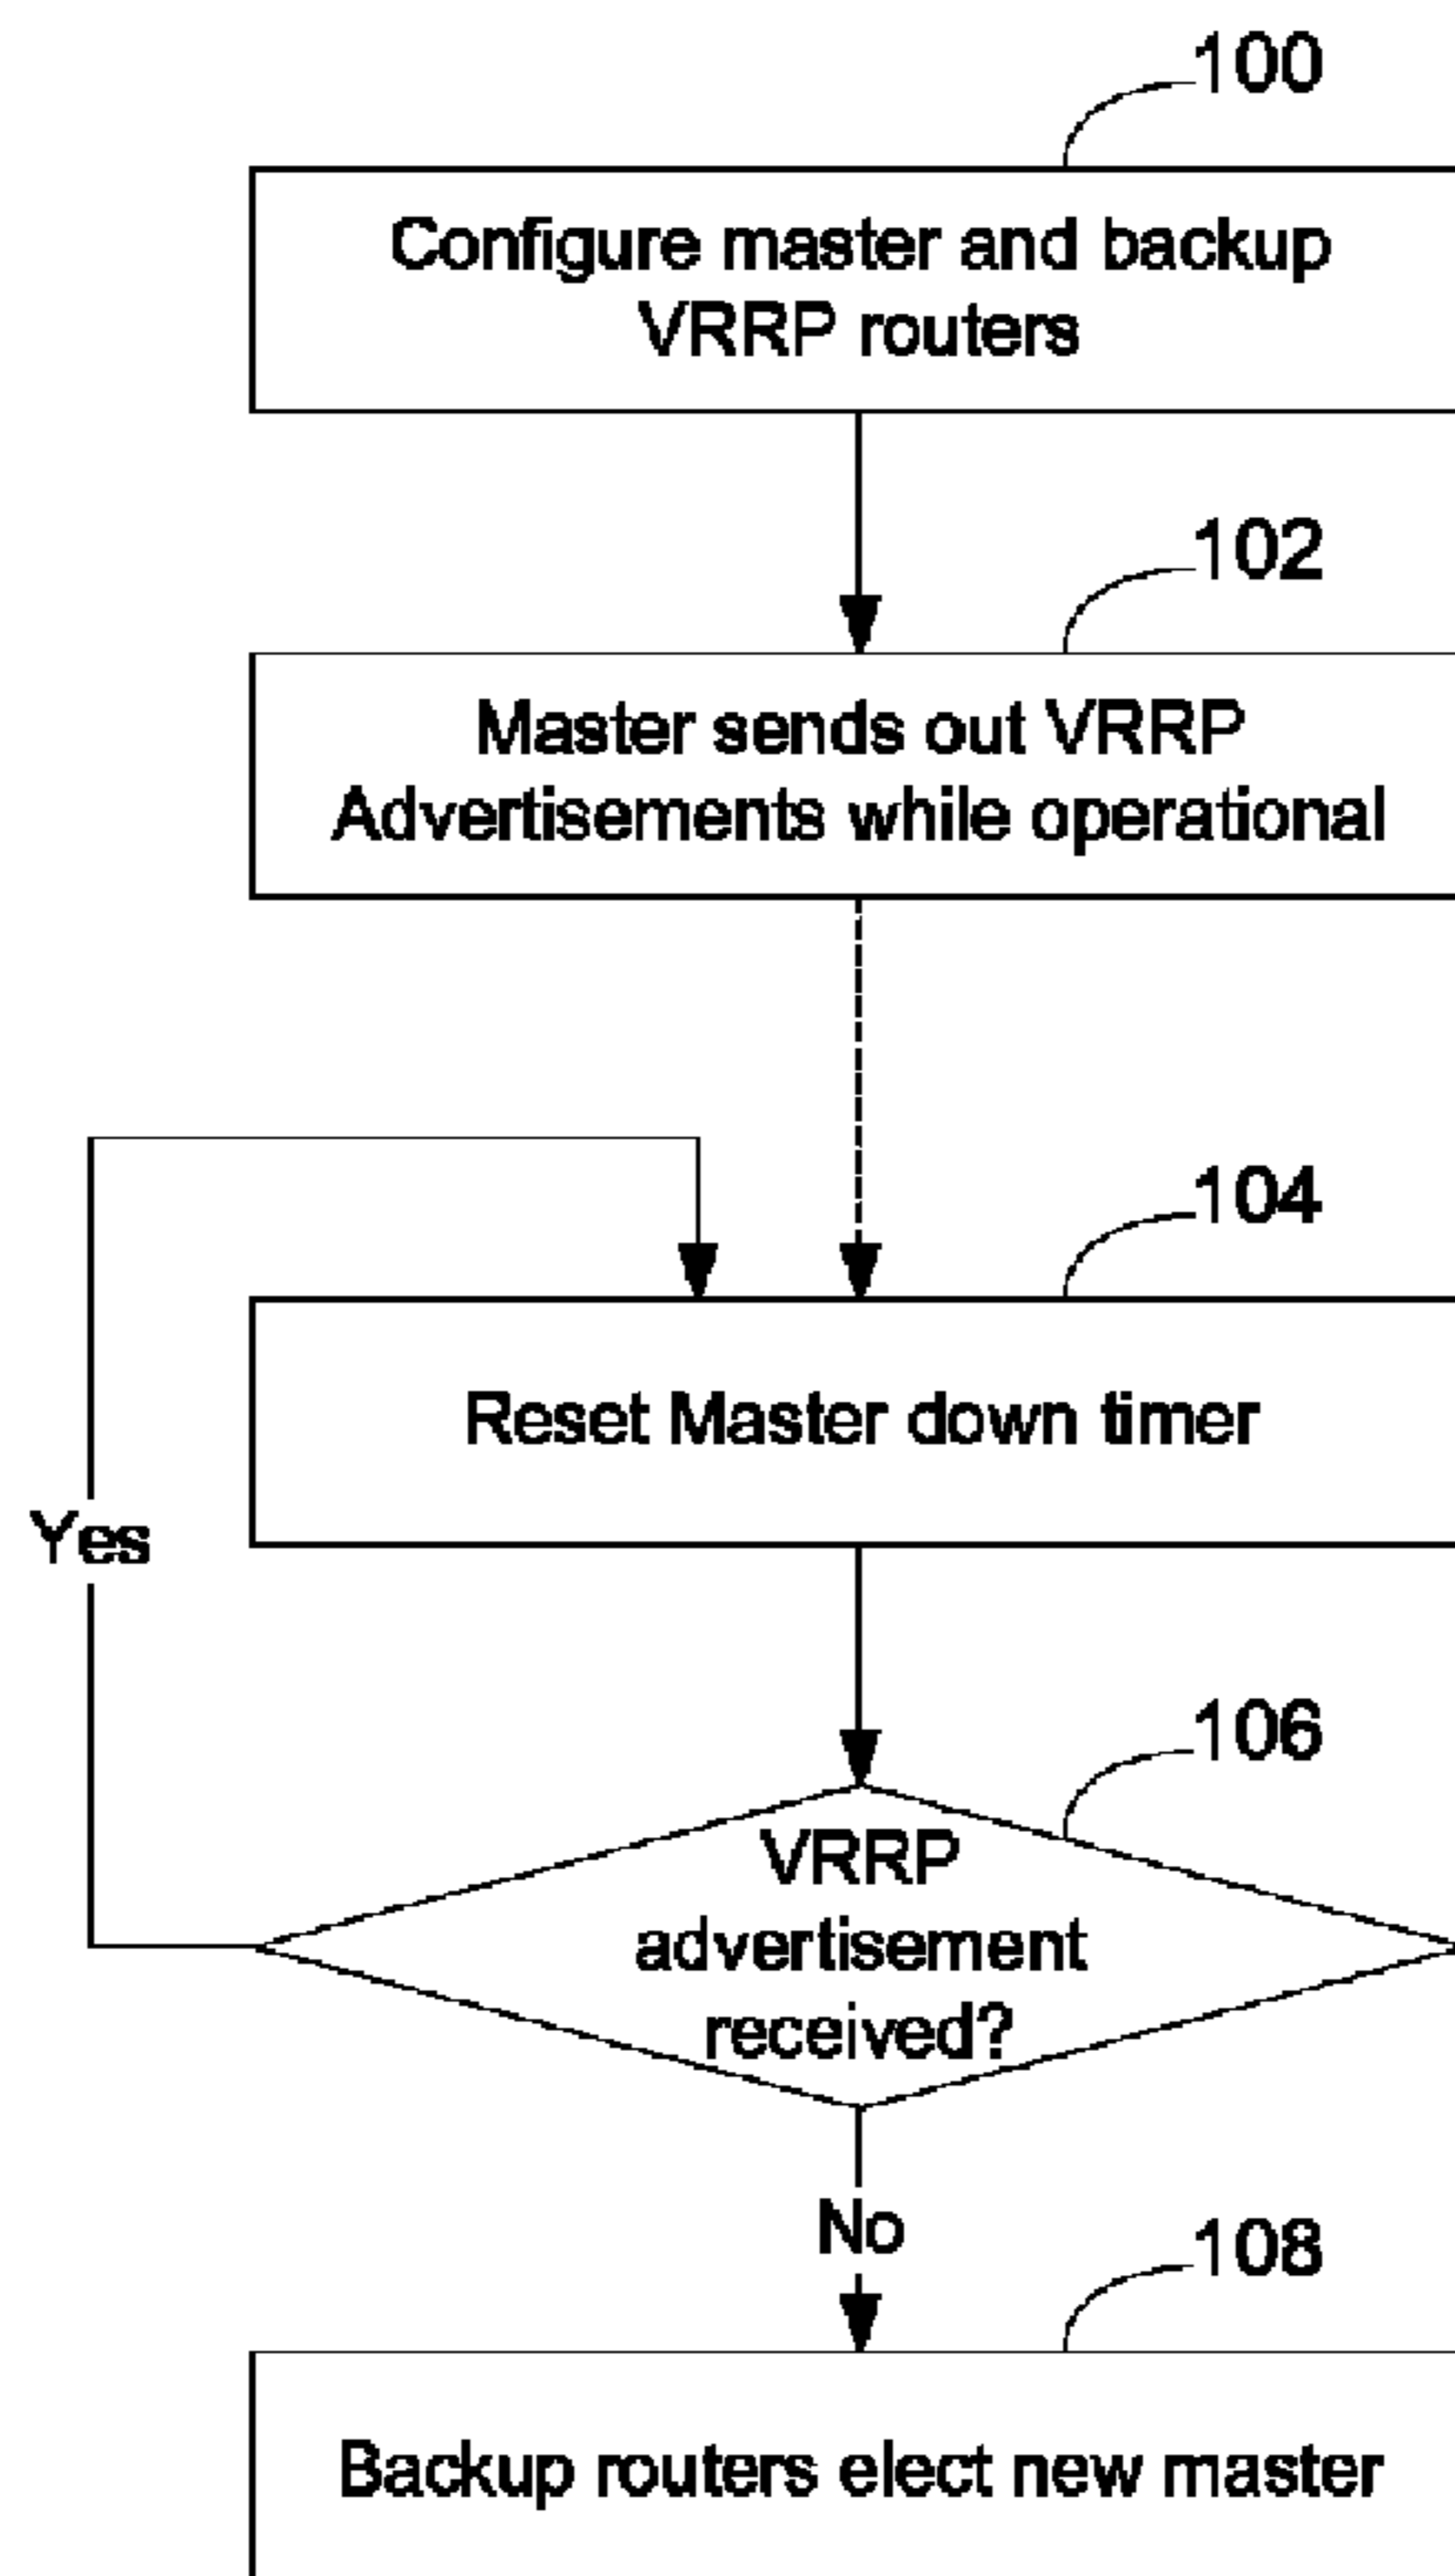 100
Configure master and backup
VRRP routers
102
Master sends out VRRP
Advertisements while operational
104
Reset Master down timer
Yes
106
VRRP
advertisement
received?
No
108
Backup routers elect new master